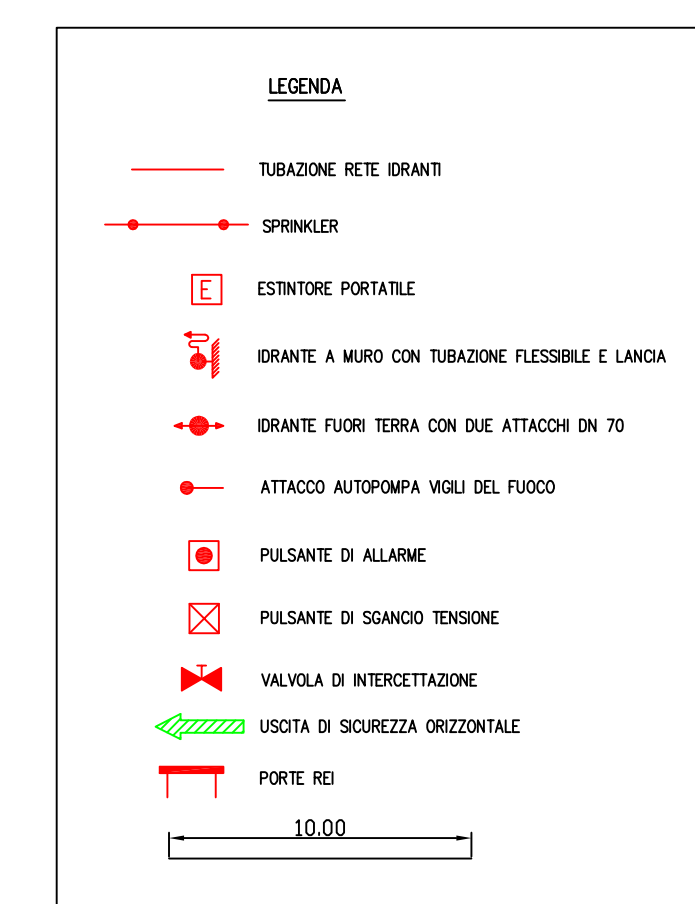 LEGENDA
TUBAZIONE RETE IDRANTI
SPRINKLER
E ESTINTORE PORTATILE
IDRANTE A MURO CON TUBAZIONE FLESSIBILE E LANCIA
IDRANTE FUORI TERRA CON DUE ATTACCHI DN 70
ATTACCO AUTOPOMPA VIGILI DEL FUOCO
PULSANTE DI ALLARME
PULSANTE DI SGANCIO TENSIONE
VALVOLA DI INTERCETTAZIONE
USCITA DI SICUREZZA ORIZZONTALE
PORTE REI
10.00